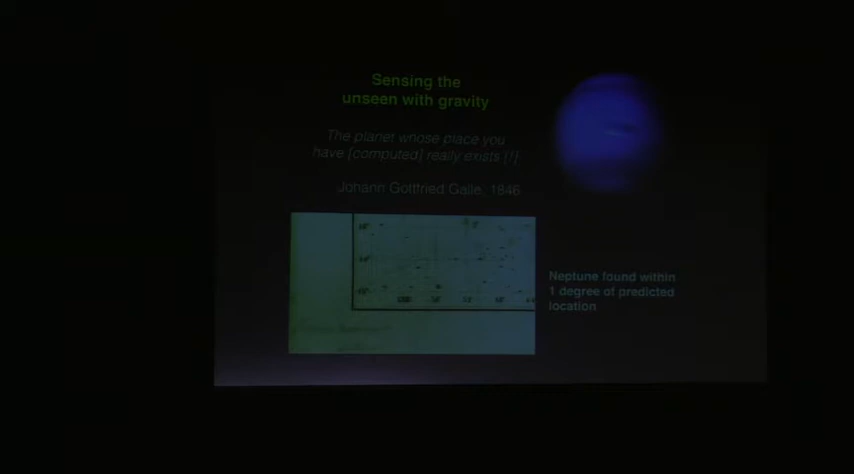 Sensing the
unseen with gravity
The planet whose place you
have [computed] really exists [!]
Johann Gottfried Galle, 1846
Neptune found within
1 degree of predicted
location